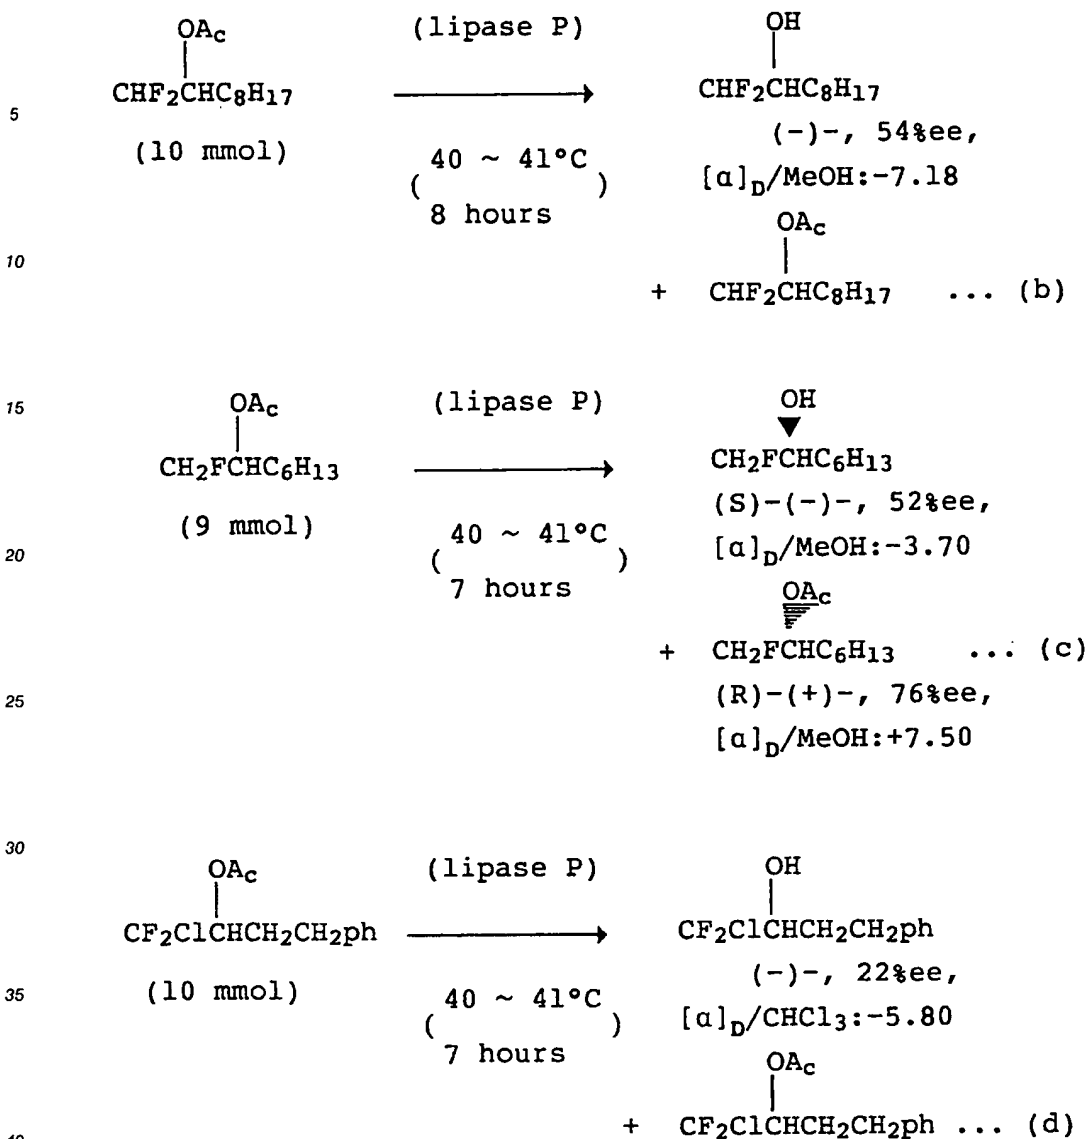 OAc (lipase P) OH
5 CHF2CHC8H17 CHF2CHC8H17
(10 mmol) (-)-, 54%ee,
( 40 ~ 41°C ) [α]D/MeOH:-7.18
8 hours
OAc
10 + CHF2CHC8H17 ... (b)
15 OAc (lipase P) OH
CH2FCHC6H13 CH2FCHC6H13
(9 mmol) (S)-(-)-, 52%ee,
20 ( 40 ~ 41°C ) [α]D/MeOH:-3.70
7 hours
OAc
+ CH2FCHC6H13 ... (c)
25 (R)-(+)-, 76%ee,
[α]D/MeOH:+7.50
30 OAc (lipase P) OH
CF2ClCHCH2CH2ph CF2ClCHCH2CH2ph
35 (10 mmol) (-)-, 22%ee,
( 40 ~ 41°C ) [α]D/CHCl3:-5.80
7 hours
OAc
+ CF2ClCHCH2CH2ph ... (d)